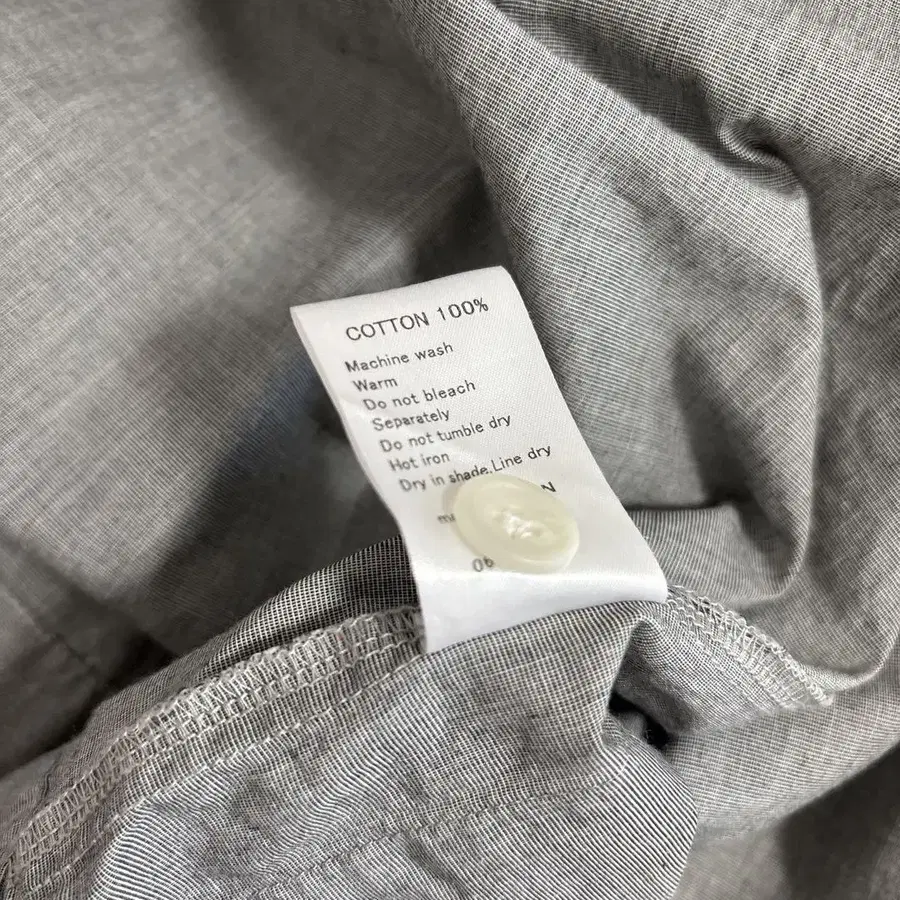 COTTON 100%
Machine wash
Warm
Do not bleach
Separately
Do not tumble dry
Hot iron
Dry in shade.Line dry
06